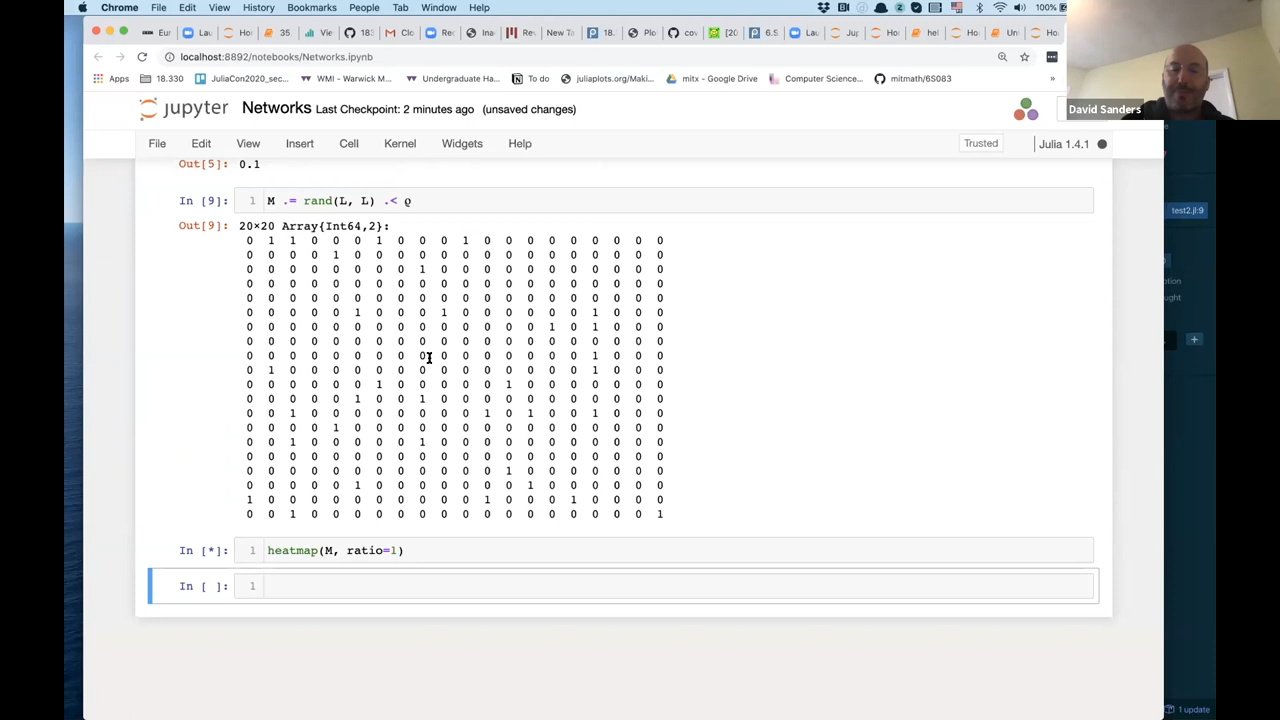 Chrome File Edit View History Bookmarks People Tab Window Help 100%
localhost:8892/notebooks/Networks.ipynb
Apps 18.330 JuliaCon2020_sec... WMI - Warwick M... Undergraduate Ha... To do juliaplots.org/Maki... mitx - Google Drive Computer Science... mitmath/6S083 »
David Sanders
jupyter Networks Last Checkpoint: 2 minutes ago (unsaved changes)
File Edit View Insert Cell Kernel Widgets Help Trusted Julia 1.4.1
Out[5]: 0.1
In [9]: 1 M .= rand(L, L) .< ϱ
Out[9]: 20×20 Array{Int64,2}:
0 1 1 0 0 0 1 0 0 0 1 0 0 0 0 0 0 0 0 0
0 0 0 0 1 0 0 0 0 0 0 0 0 0 0 0 0 0 0 0
0 0 0 0 0 0 0 0 1 0 0 0 0 0 0 0 0 0 0 0
0 0 0 0 0 0 0 0 0 0 0 0 0 0 0 0 0 0 0 0
0 0 0 0 0 0 0 0 0 0 0 0 0 0 0 0 0 0 0 0
0 0 0 0 0 1 0 0 0 1 0 0 0 0 0 0 1 0 0 0
0 0 0 0 0 0 0 0 0 0 0 0 0 0 1 0 1 0 0 0
0 0 0 0 0 0 0 0 0 0 0 0 0 0 0 0 0 0 0 0
0 0 0 0 0 0 0 0 0 0 0 0 0 0 0 0 1 0 0 0
0 1 0 0 0 0 0 0 0 0 0 0 0 0 0 0 1 0 0 0
0 0 0 0 0 0 1 0 0 0 0 0 1 0 0 0 0 0 0 0
0 0 0 0 0 1 0 0 1 0 0 0 0 0 0 0 0 0 0 0
0 0 1 0 0 0 0 0 0 0 0 1 0 1 0 0 1 0 0 0
0 0 0 0 0 0 0 0 0 0 0 0 0 0 0 0 0 0 0 0
0 0 1 0 0 0 0 0 1 0 0 0 0 0 0 0 0 0 0 0
0 0 0 0 0 0 0 0 0 0 0 0 0 0 0 0 0 0 0 0
0 0 0 0 0 0 0 0 0 0 0 0 1 0 0 0 0 0 0 0
0 0 0 0 0 1 0 0 0 0 0 0 0 1 0 0 0 0 0 0
1 0 0 0 0 0 0 0 0 0 0 1 0 0 0 1 0 0 0 0
0 0 1 0 0 0 0 0 0 0 0 0 0 0 0 0 0 0 0 1
In [*]: 1 heatmap(M, ratio=1)
In [ ]: 1
test2.jl:9
ption
ught
1 update